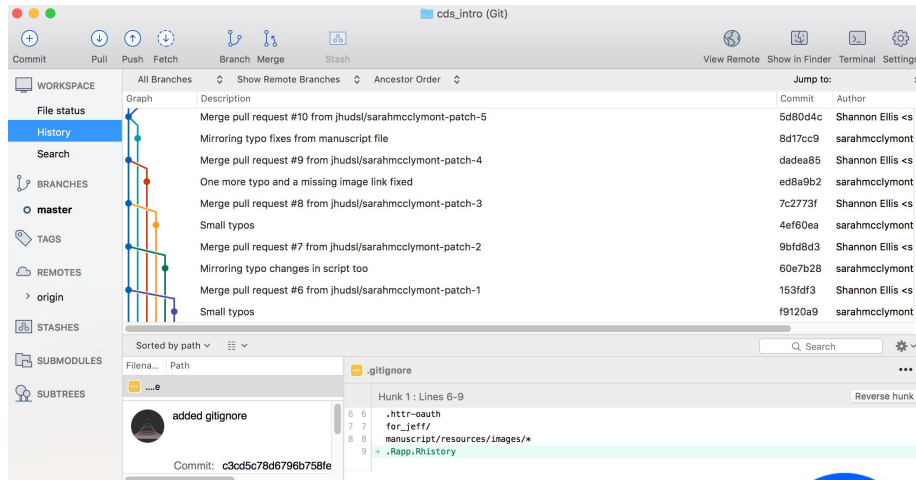 cds_intro (Git)
Commit Pull Push Fetch Branch Merge Stash View Remote Show in Finder Terminal Settings
WORKSPACE
File status
History
Search
BRANCHES
master
TAGS
REMOTES
origin
STASHES
SUBMODULES
SUBTREES
All Branches Show Remote Branches Ancestor Order Jump to:
Graph Description Commit Author
Merge pull request #10 from jhudsl/sarahmcclymont-patch-5 5d80d4c Shannon Ellis <s
Mirroring typo fixes from manuscript file 8d17cc9 sarahmcclymont
Merge pull request #9 from jhudsl/sarahmcclymont-patch-4 dadea85 Shannon Ellis <s
One more typo and a missing image link fixed ed8a9b2 sarahmcclymont
Merge pull request #8 from jhudsl/sarahmcclymont-patch-3 7c2773f Shannon Ellis <s
Small typos 4ef60ea sarahmcclymont
Merge pull request #7 from jhudsl/sarahmcclymont-patch-2 9bfd8d3 Shannon Ellis <s
Mirroring typo changes in script too 60e7b28 sarahmcclymont
Merge pull request #6 from jhudsl/sarahmcclymont-patch-1 153fdf3 Shannon Ellis <s
Small typos f9120a9 sarahmcclymont
Sorted by path Search
Filena... Path
....e
added gitignore
Commit: c3cd5c78d6796b758fe
.gitignore
Hunk 1 : Lines 6-9 Reverse hunk
6 6 .httr-oauth
7 7 for_jeff/
8 8 manuscript/resources/images/*
9 + .Rapp.Rhistory